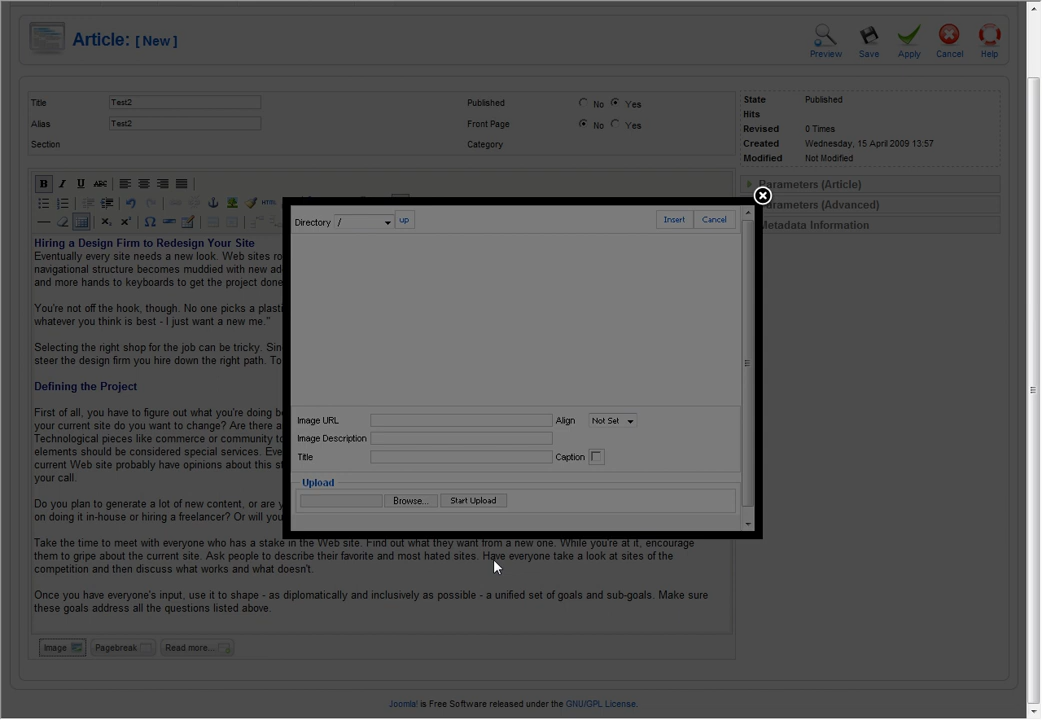 Article: [ New ]
Preview Save Apply Cancel Help
Title Test2 Published No Yes
Alias Test2 Front Page No Yes
Section Category
State Published
Hits
Revised 0 Times
Created Wednesday, 15 April 2009 13:57
Modified Not Modified
Parameters (Article)
Parameters (Advanced)
Metadata Information
B I U ABC
HTML
Hiring a Design Firm to Redesign Your Site
Eventually every site needs a new look. Web sites
navigational structure becomes muddied with new
and more hands to keyboards to get the project done
You're not off the hook, though. No one picks a
whatever you think is best - I just want a new me."
Selecting the right shop for the job can be tricky.
steer the design firm you hire down the right path. To
Defining the Project
First of all, you have to figure out what you're doing
your current site do you want to change? Are there
Technological pieces like commerce or community
elements should be considered special services.
current Web site probably have opinions about this
your call.
Do you plan to generate a lot of new content, or are
on doing it in-house or hiring a freelancer? Or will you
Take the time to meet with everyone who has a stake in the Web site. Find out what they want from a new one. While you're at it, encourage
them to gripe about the current site. Ask people to describe their favorite and most hated sites. Have everyone take a look at sites of the
competition and then discuss what works and what doesn't.
Once you have everyone's input, use it to shape - as diplomatically and inclusively as possible - a unified set of goals and sub-goals. Make sure
these goals address all the questions listed above.
Directory / up Insert Cancel
Image URL Align Not Set
Image Description
Title Caption
Upload
Browse... Start Upload
Image Pagebreak Read more...
Joomla! is Free Software released under the GNU/GPL License.